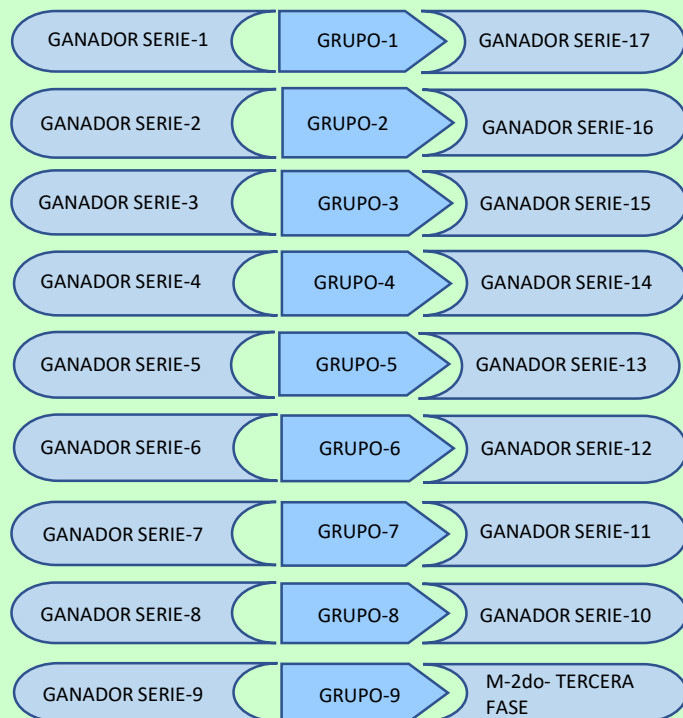 GANADOR SERIE-1 GRUPO-1 GANADOR SERIE-17
GANADOR SERIE-2 GRUPO-2 GANADOR SERIE-16
GANADOR SERIE-3 GRUPO-3 GANADOR SERIE-15
GANADOR SERIE-4 GRUPO-4 GANADOR SERIE-14
GANADOR SERIE-5 GRUPO-5 GANADOR SERIE-13
GANADOR SERIE-6 GRUPO-6 GANADOR SERIE-12
GANADOR SERIE-7 GRUPO-7 GANADOR SERIE-11
GANADOR SERIE-8 GRUPO-8 GANADOR SERIE-10
GANADOR SERIE-9 GRUPO-9 M-2do- TERCERA
FASE